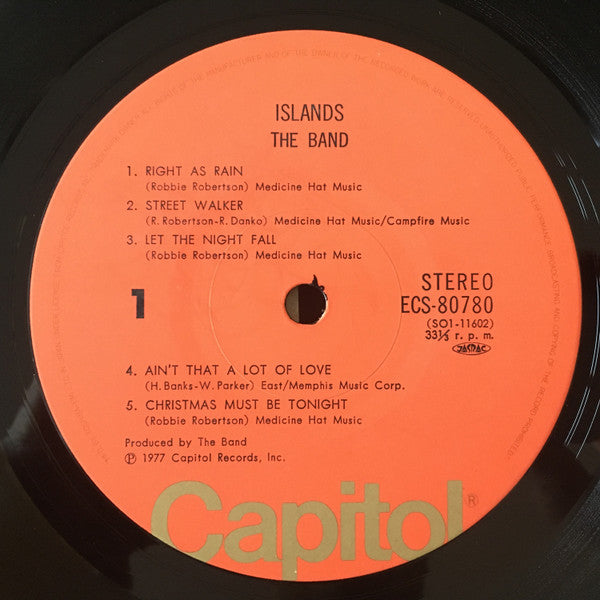 ISLANDS
THE BAND
1. RIGHT AS RAIN
(Robbie Robertson) Medicine Hat Music
2. STREET WALKER
(R. Robertson-R. Danko) Medicine Hat Music/Campfire Music
3. LET THE NIGHT FALL
(Robbie Robertson) Medicine Hat Music
1
STEREO
ECS-80780
(SO1-11602)
33⅓ r. p. m.
JASRAC
4. AIN'T THAT A LOT OF LOVE
(H. Banks-W. Parker) East/Memphis Music Corp.
5. CHRISTMAS MUST BE TONIGHT
(Robbie Robertson) Medicine Hat Music
Produced by The Band
Ⓟ 1977 Capitol Records, Inc.
Capitol®